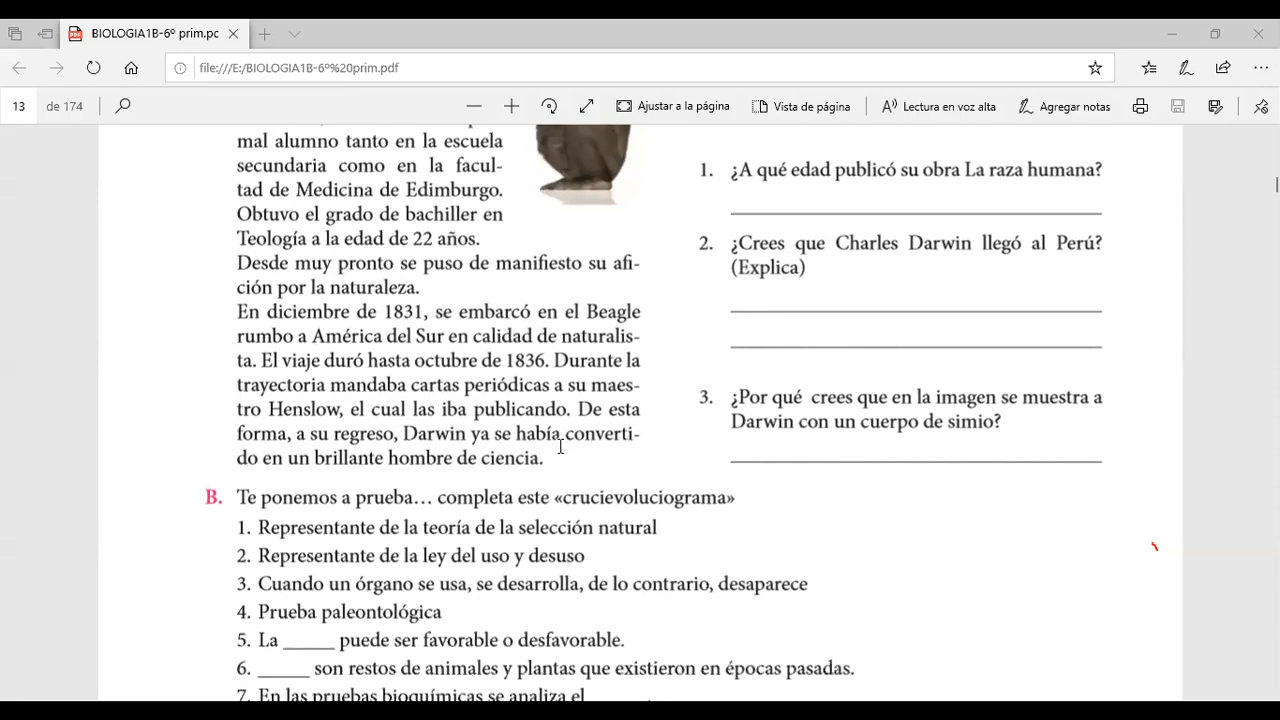 BIOLOGIA1B-6º prim.pc
file:///E:/BIOLOGIA1B-6º%20prim.pdf
13 de 174
Ajustar a la página
Vista de página
Lectura en voz alta
Agregar notas
mal alumno tanto en la escuela
secundaria como en la facul-
tad de Medicina de Edimburgo.
Obtuvo el grado de bachiller en
Teología a la edad de 22 años.
Desde muy pronto se puso de manifiesto su afi-
ción por la naturaleza.
En diciembre de 1831, se embarcó en el Beagle
rumbo a América del Sur en calidad de naturalis-
ta. El viaje duró hasta octubre de 1836. Durante la
trayectoria mandaba cartas periódicas a su maes-
tro Henslow, el cual las iba publicando. De esta
forma, a su regreso, Darwin ya se había converti-
do en un brillante hombre de ciencia.
1. ¿A qué edad publicó su obra La raza humana?
2. ¿Crees que Charles Darwin llegó al Perú?
(Explica)
3. ¿Por qué crees que en la imagen se muestra a
Darwin con un cuerpo de simio?
B. Te ponemos a prueba… completa este «crucievoluciograma»
1. Representante de la teoría de la selección natural
2. Representante de la ley del uso y desuso
3. Cuando un órgano se usa, se desarrolla, de lo contrario, desaparece
4. Prueba paleontológica
5. La _____ puede ser favorable o desfavorable.
6. _____ son restos de animales y plantas que existieron en épocas pasadas.
7. En las pruebas bioquímicas se analiza el